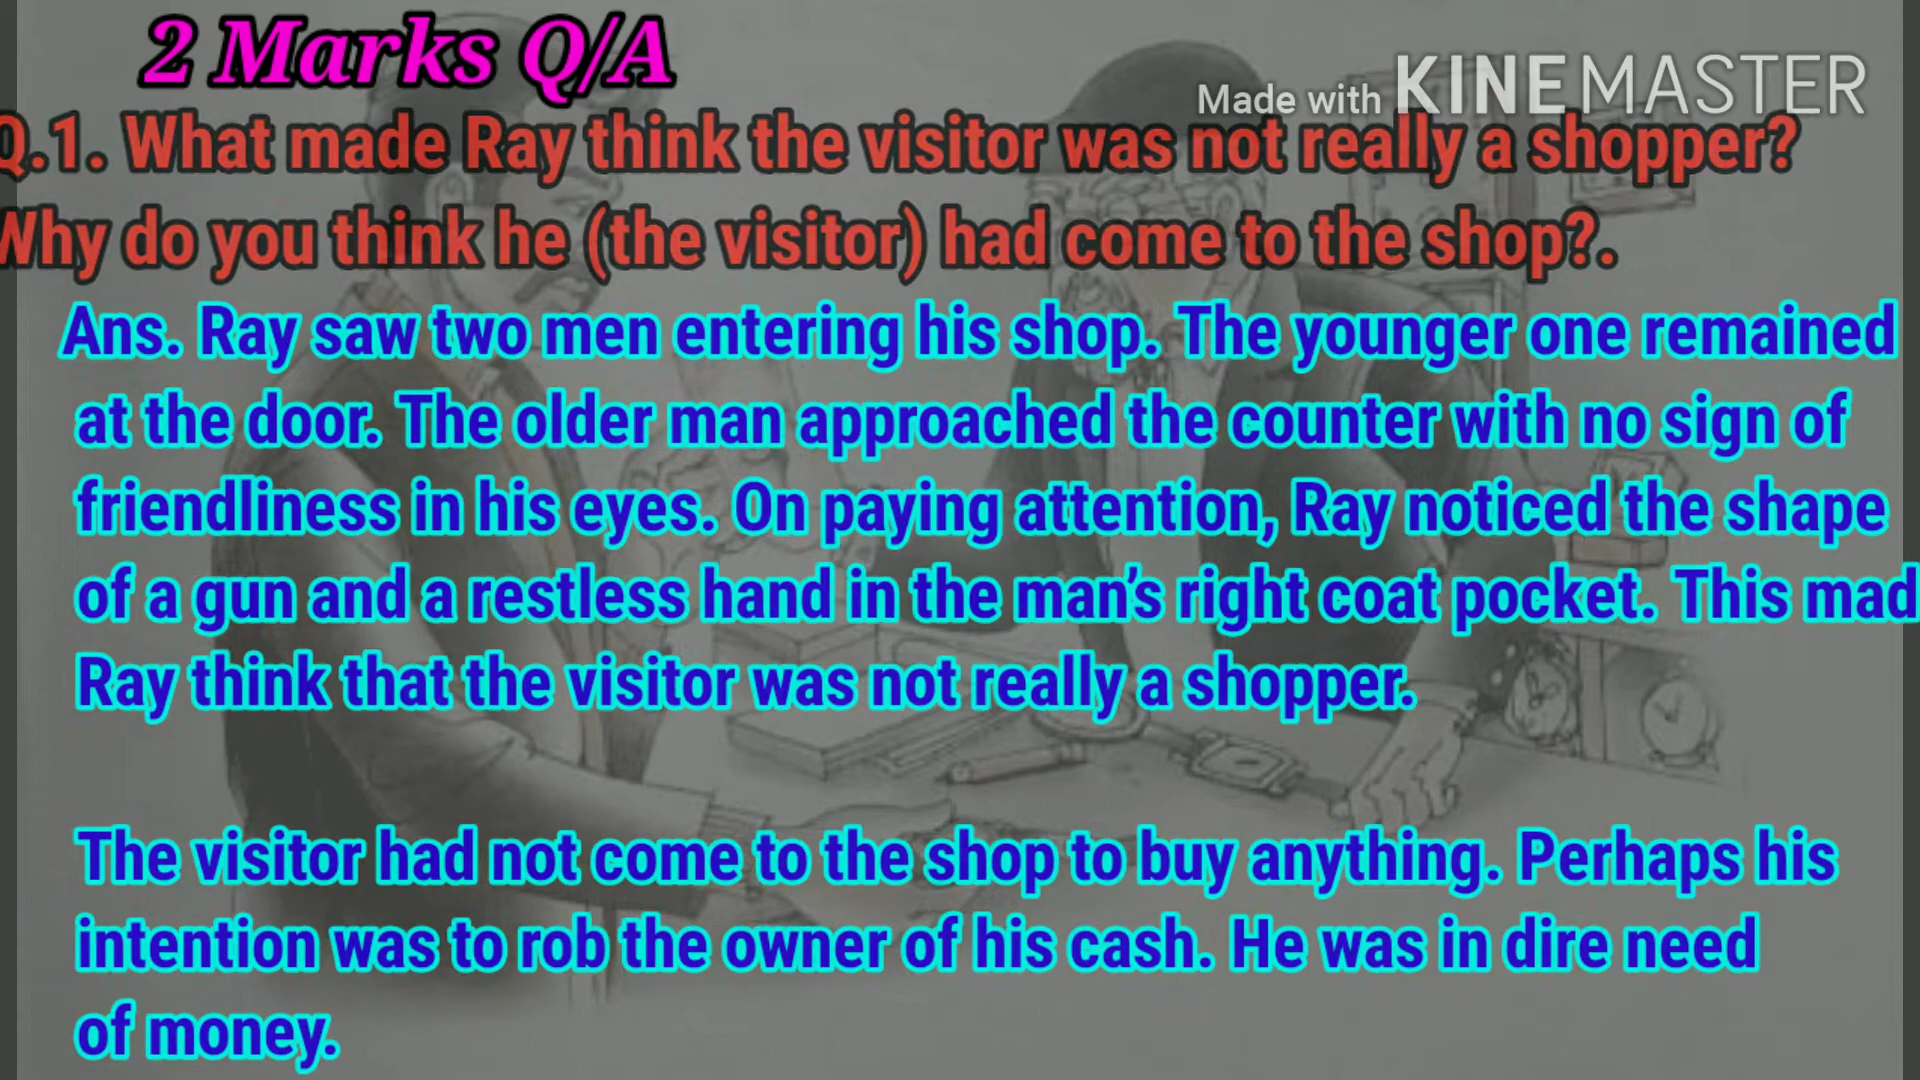 2 Marks Q/A
Made with KINEMASTER
Q.1. What made Ray think the visitor was not really a shopper?
Why do you think he (the visitor) had come to the shop?.
Ans. Ray saw two men entering his shop. The younger one remained
at the door. The older man approached the counter with no sign of
friendliness in his eyes. On paying attention, Ray noticed the shape
of a gun and a restless hand in the man's right coat pocket. This mad
Ray think that the visitor was not really a shopper.
The visitor had not come to the shop to buy anything. Perhaps his
intention was to rob the owner of his cash. He was in dire need
of money.